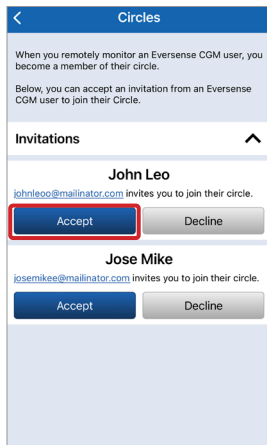 Circles
When you remotely monitor an Eversense CGM user, you
become a member of their circle.
Below, you can accept an invitation from an Eversense
CGM user to join their Circle.
Invitations
John Leo
johnleoo@mailinator.com invites you to join their circle.
Accept Decline
Jose Mike
josemikee@mailinator.com invites you to join their circle.
Accept Decline